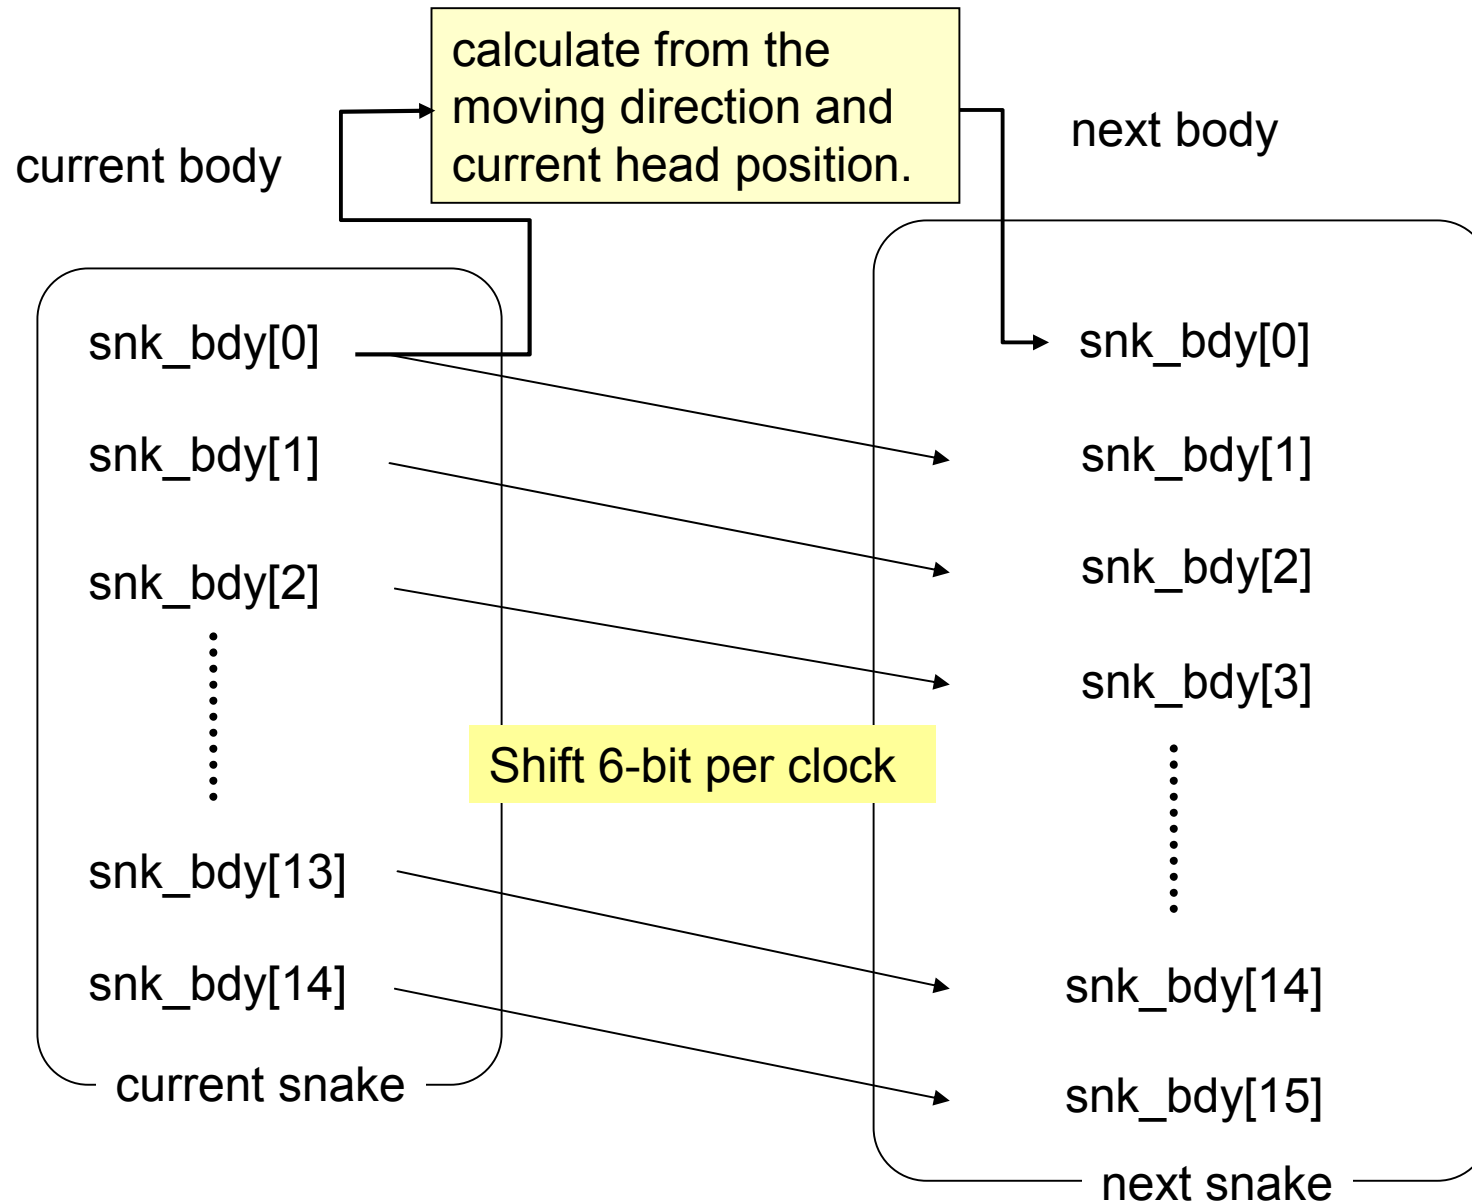 calculate from the
moving direction and
current head position.
current body
next body
snk_bdy[0]
snk_bdy[1]
snk_bdy[2]
snk_bdy[13]
snk_bdy[14]
current snake
Shift 6-bit per clock
snk_bdy[0]
snk_bdy[1]
snk_bdy[2]
snk_bdy[3]
snk_bdy[14]
snk_bdy[15]
next snake